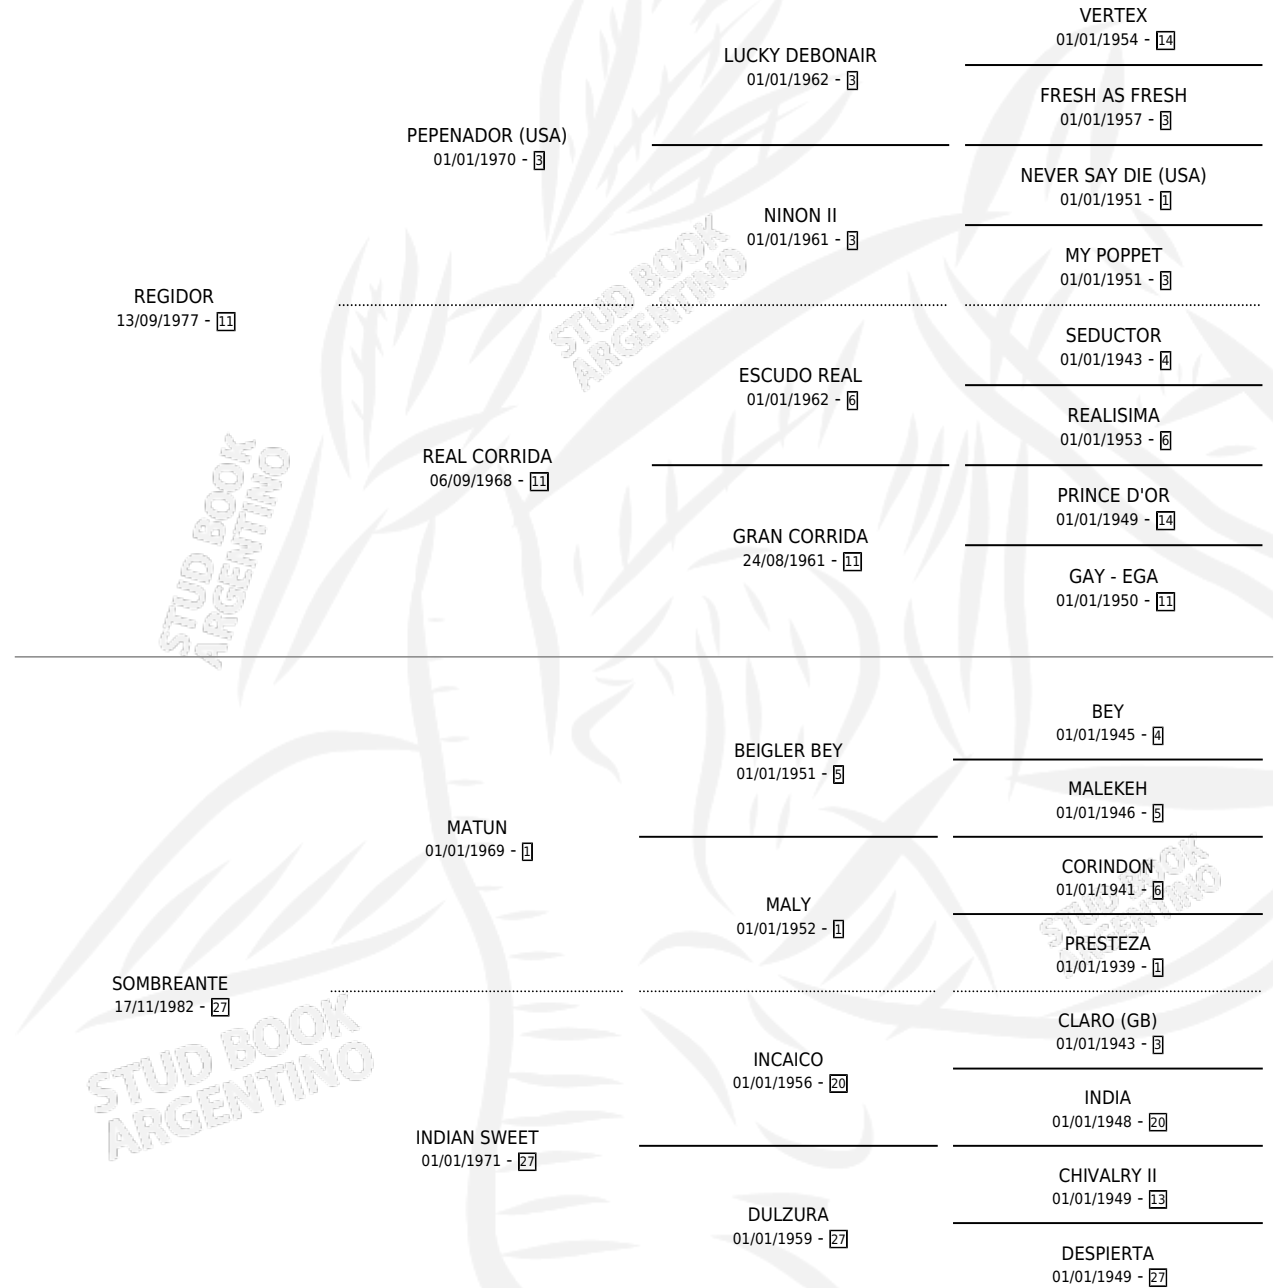 REGIDOR
13/09/1977 - 11
PEPENADOR (USA)
01/01/1970 - 3
LUCKY DEBONAIR
01/01/1962 - 3
VERTEX
01/01/1954 - 14
FRESH AS FRESH
01/01/1957 - 3
NINON II
01/01/1961 - 3
NEVER SAY DIE (USA)
01/01/1951 - 1
MY POPPET
01/01/1951 - 3
REAL CORRIDA
06/09/1968 - 11
ESCUDO REAL
01/01/1962 - 6
SEDUCTOR
01/01/1943 - 4
REALISIMA
01/01/1953 - 6
GRAN CORRIDA
24/08/1961 - 11
PRINCE D'OR
01/01/1949 - 14
GAY - EGA
01/01/1950 - 11
SOMBREANTE
17/11/1982 - 27
MATUN
01/01/1969 - 1
BEIGLER BEY
01/01/1951 - 5
BEY
01/01/1945 - 4
MALEKEH
01/01/1946 - 5
MALY
01/01/1952 - 1
CORINDON
01/01/1941 - 6
PRESTEZA
01/01/1939 - 1
INDIAN SWEET
01/01/1971 - 27
INCAICO
01/01/1956 - 20
CLARO (GB)
01/01/1943 - 3
INDIA
01/01/1948 - 20
DULZURA
01/01/1959 - 27
CHIVALRY II
01/01/1949 - 13
DESPIERTA
01/01/1949 - 27
STUD BOOK
ARGENTINO
STUD BOOK
ARGENTINO
STUD BOOK
ARGENTINO
STUD BOOK
ARGENTINO